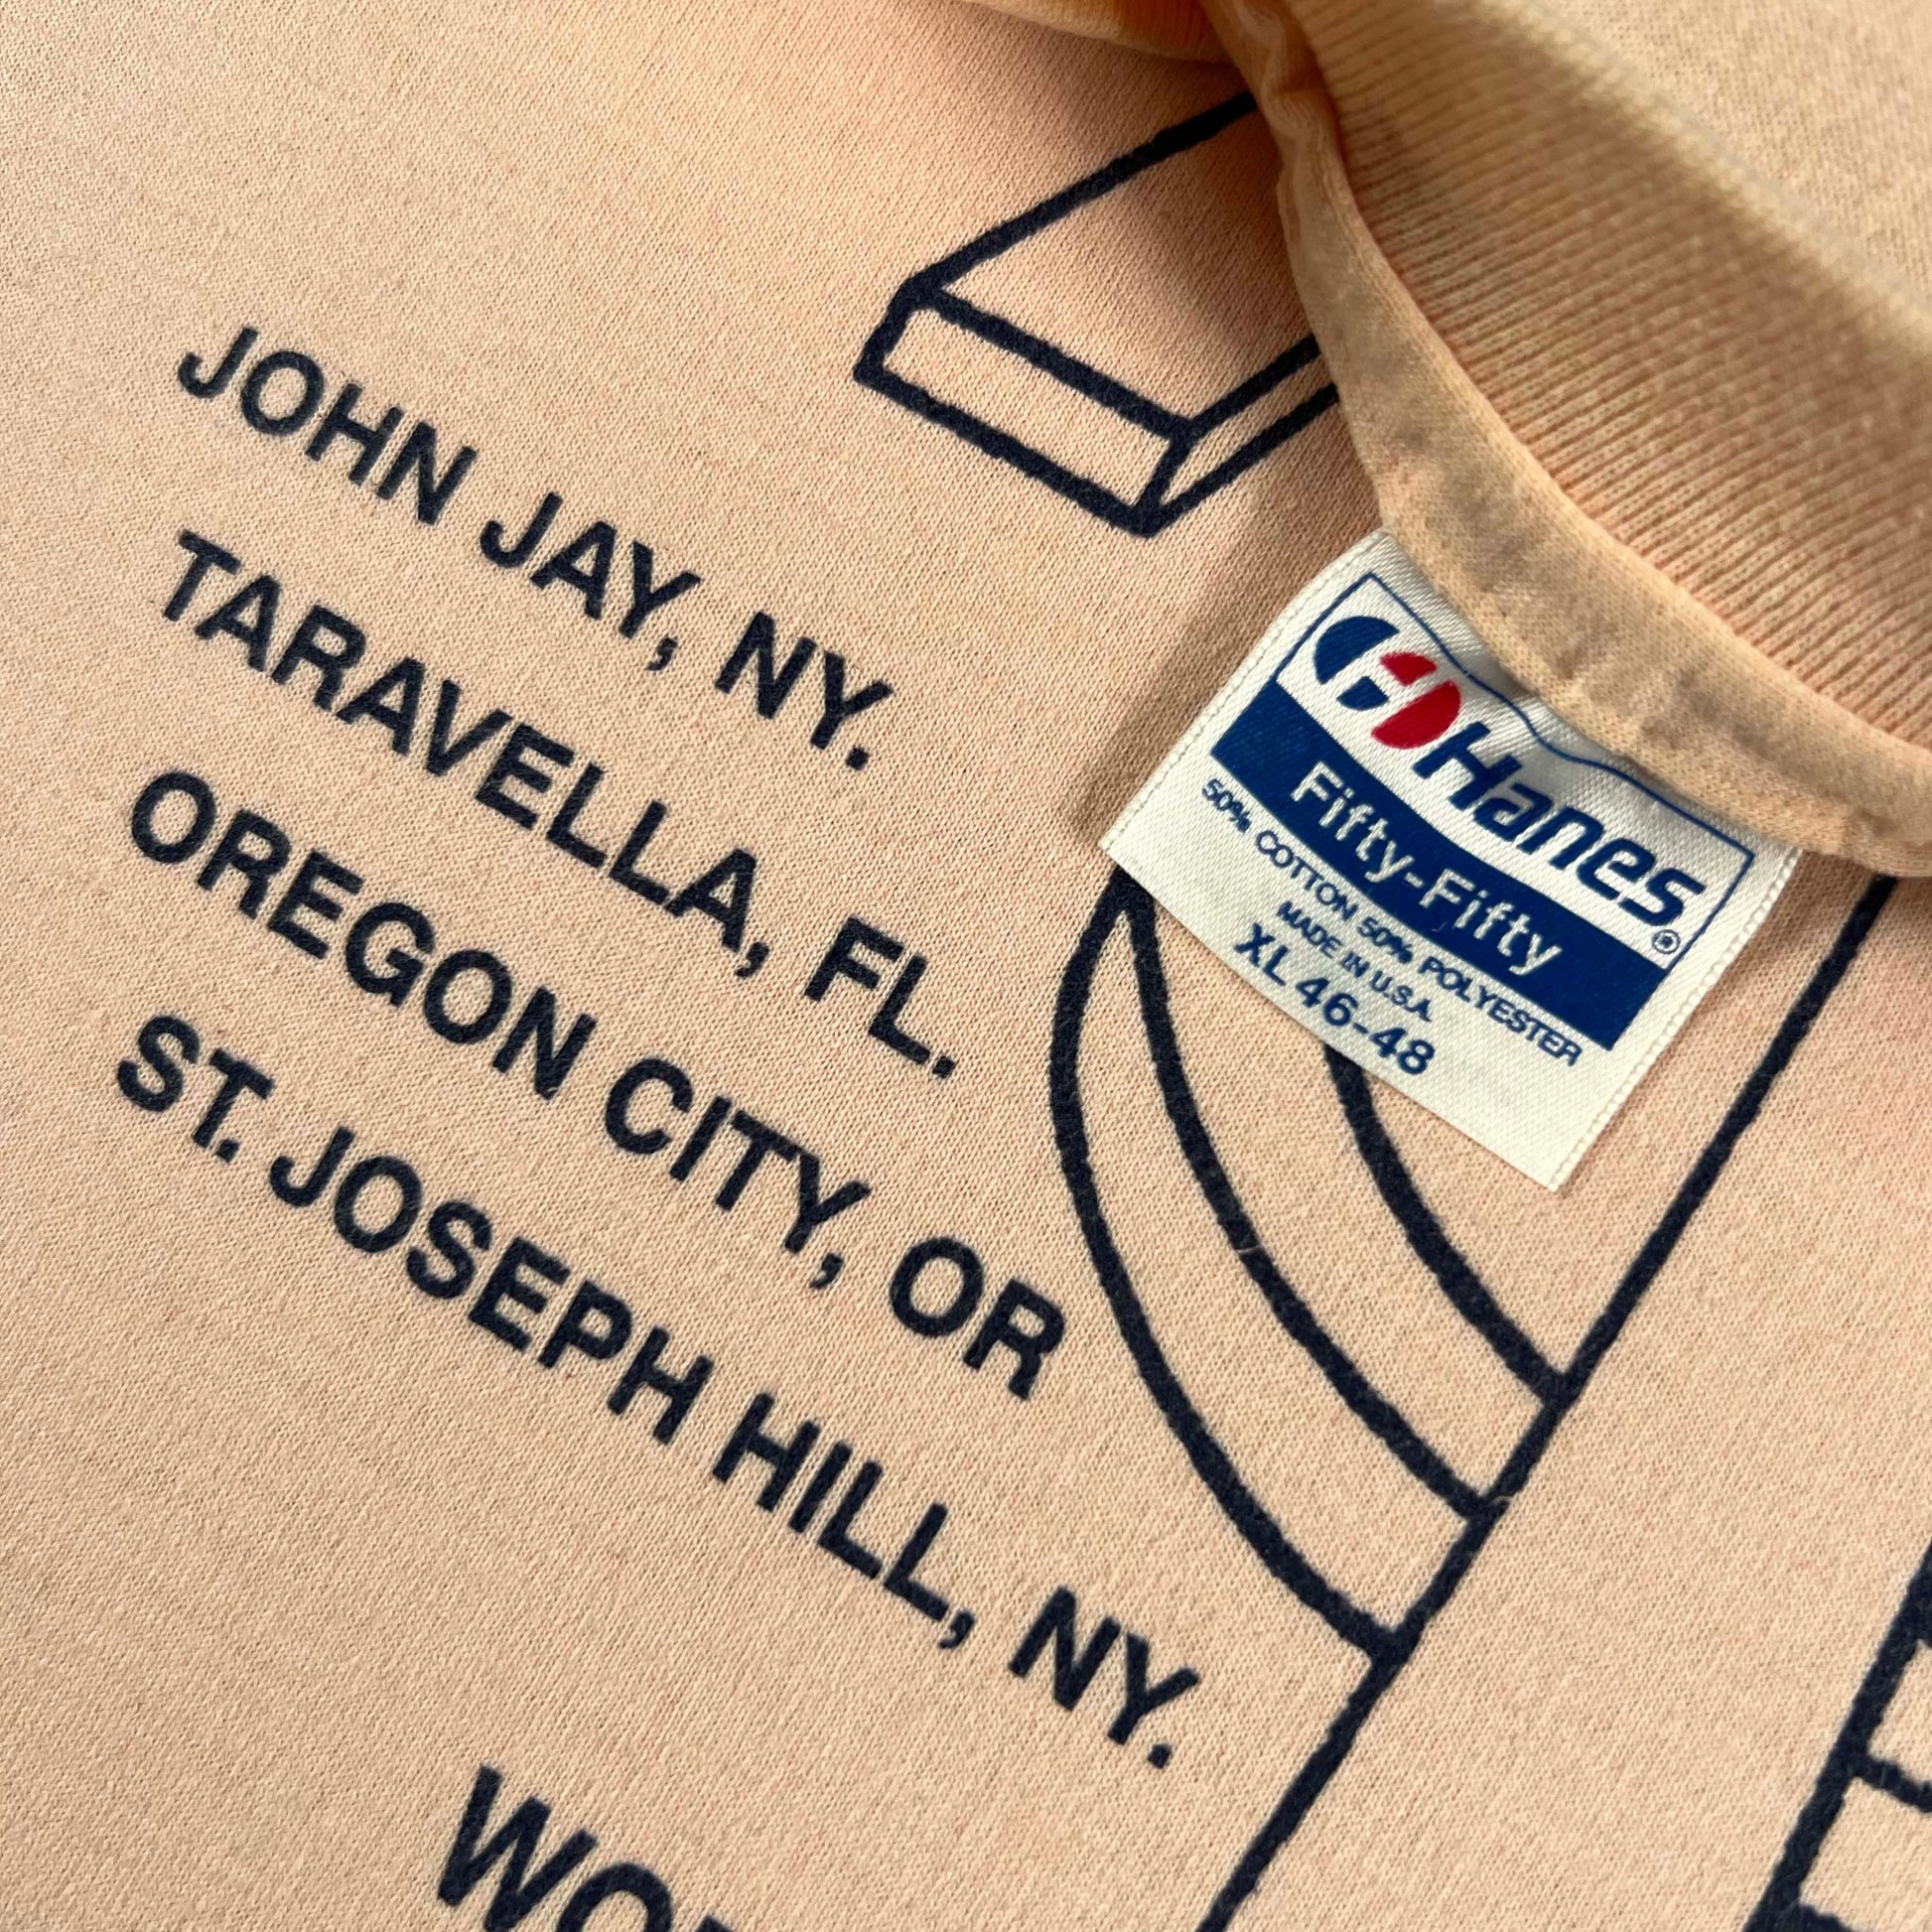 JOHN JAY, NY.
TARAVELLA, FL.
OREGON CITY, OR
ST. JOSEPH HILL, NY.
Hanes®
Fifty-Fifty
50% COTTON 50% POLYESTER
MADE IN U.S.A.
XL 46-48